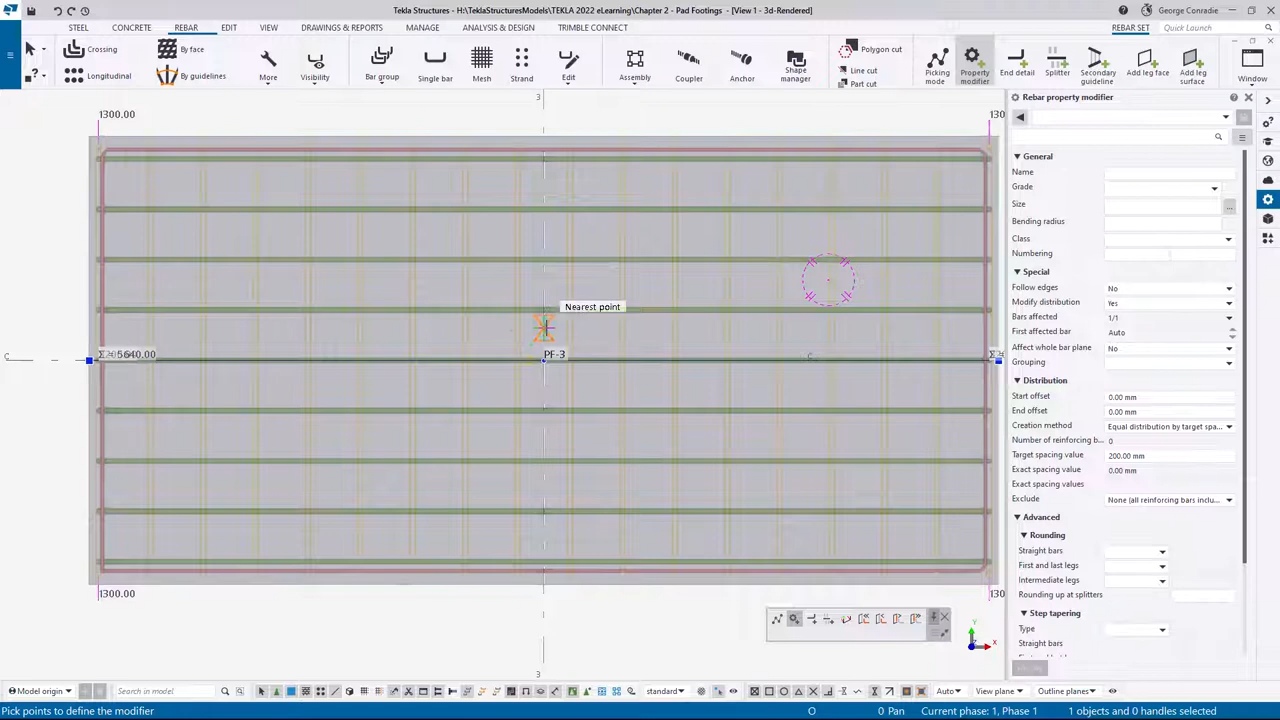 Tekla Structures - H:\TeklaStructuresModels\TEKLA 2022 eLearning\Chapter 2 - Pad Footings - [View 1 - 3d-Rendered]
George Conradie
STEEL CONCRETE REBAR EDIT VIEW DRAWINGS & REPORTS MANAGE ANALYSIS & DESIGN TRIMBLE CONNECT REBAR SET Quick Launch
Crossing
Longitudinal
By face
By guidelines
More
Visibility
Bar group
Single bar
Mesh
Strand
Edit
Assembly
Coupler
Anchor
Shape manager
Polygon cut
Line cut
Part cut
Picking mode
Property modifier
End detail
Splitter
Secondary guideline
Add leg face
Add leg surface
Window
Rebar property modifier
3
1300.00
130
General
Name
Grade
Size
...
Bending radius
Class
Numbering
Special
Follow edges No
Modify distribution Yes
Bars affected 1/1
First affected bar Auto
Affect whole bar plane No
Grouping
Distribution
Start offset 0.00 mm
End offset 0.00 mm
Creation method Equal distribution by target spa...
Number of reinforcing b... 0
Target spacing value 200.00 mm
Exact spacing value 0.00 mm
Exact spacing values
Exclude None (all reinforcing bars inclu...
Advanced
Rounding
Straight bars
First and last legs
Intermediate legs
Rounding up at splitters
Step tapering
Type
Straight bars
Nearest point
PF-3
C
5640.00
C
1300.00
130
3
Y
X
Model origin Search in model standard Auto View plane Outline planes
Pick points to define the modifier O 0 Pan Current phase: 1, Phase 1 1 objects and 0 handles selected